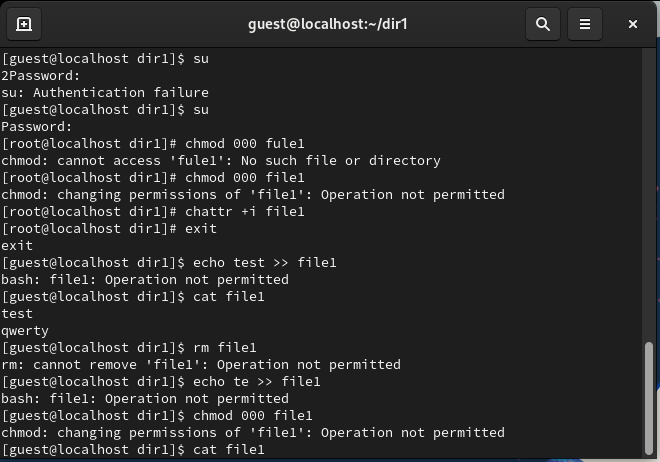 guest@localhost:~/dir1
[guest@localhost dir1]$ su
2Password:
su: Authentication failure
[guest@localhost dir1]$ su
Password:
[root@localhost dir1]# chmod 000 fule1
chmod: cannot access 'fule1': No such file or directory
[root@localhost dir1]# chmod 000 file1
chmod: changing permissions of 'file1': Operation not permitted
[root@localhost dir1]# chattr +i file1
[root@localhost dir1]# exit
exit
[guest@localhost dir1]$ echo test >> file1
bash: file1: Operation not permitted
[guest@localhost dir1]$ cat file1
test
qwerty
[guest@localhost dir1]$ rm file1
rm: cannot remove 'file1': Operation not permitted
[guest@localhost dir1]$ echo te >> file1
bash: file1: Operation not permitted
[guest@localhost dir1]$ chmod 000 file1
chmod: changing permissions of 'file1': Operation not permitted
[guest@localhost dir1]$ cat file1